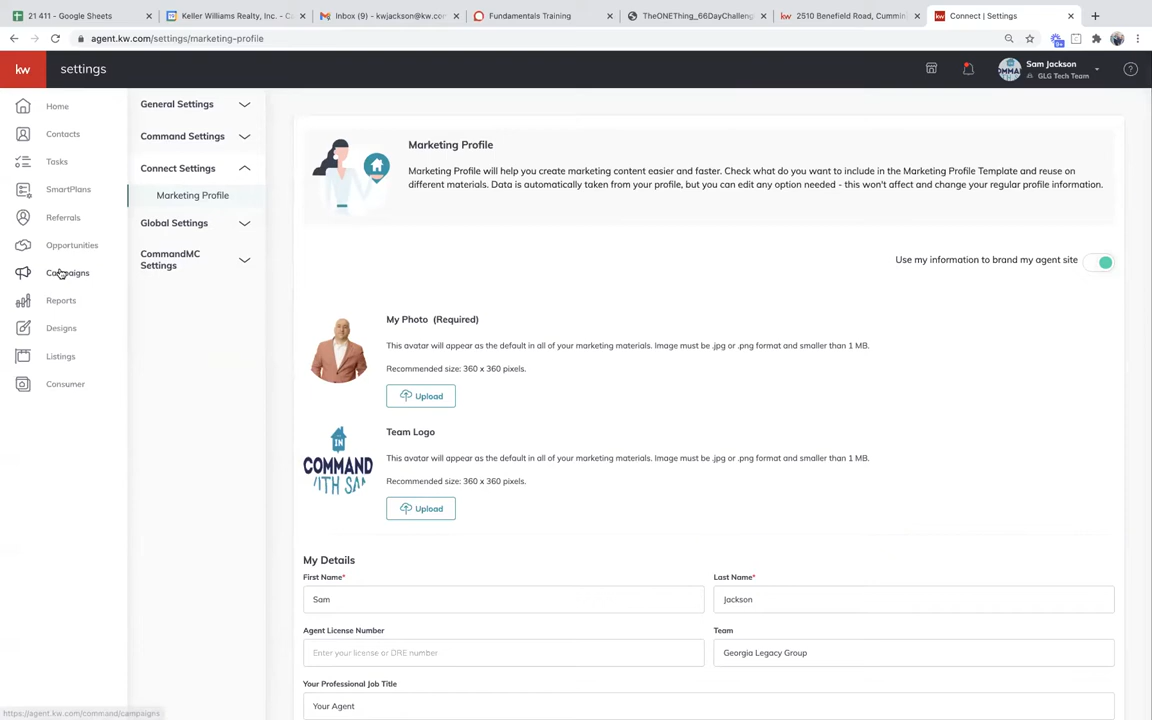 21 411 - Google Sheets
Keller Williams Realty, Inc. - C
Inbox (9) - kwjackson@kw.co
Fundamentals Training
TheONEThing_66DayChalleng
kw 2510 Benefield Road, Cummin
Connect | Settings
agent.kw.com/settings/marketing-profile
kw settings
Sam Jackson
GLG Tech Team
Home
Contacts
Tasks
SmartPlans
Referrals
Opportunities
Campaigns
Reports
Designs
Listings
Consumer
General Settings
Command Settings
Connect Settings
Marketing Profile
Global Settings
CommandMC
Settings
Marketing Profile
Marketing Profile will help you create marketing content easier and faster. Check what do you want to include in the Marketing Profile Template and reuse on
different materials. Data is automatically taken from your profile, but you can edit any option needed - this won't affect and change your regular profile information.
Use my information to brand my agent site
My Photo (Required)
This avatar will appear as the default in all of your marketing materials. Image must be .jpg or .png format and smaller than 1 MB.
Recommended size: 360 x 360 pixels.
Upload
IN
COMMAND
WITH SAM
Team Logo
This avatar will appear as the default in all of your marketing materials. Image must be .jpg or .png format and smaller than 1 MB.
Recommended size: 360 x 360 pixels.
Upload
My Details
First Name*
Last Name*
Sam
Jackson
Agent License Number
Team
Enter your license or DRE number
Georgia Legacy Group
Your Professional Job Title
Your Agent
https://agent.kw.com/command/campaigns